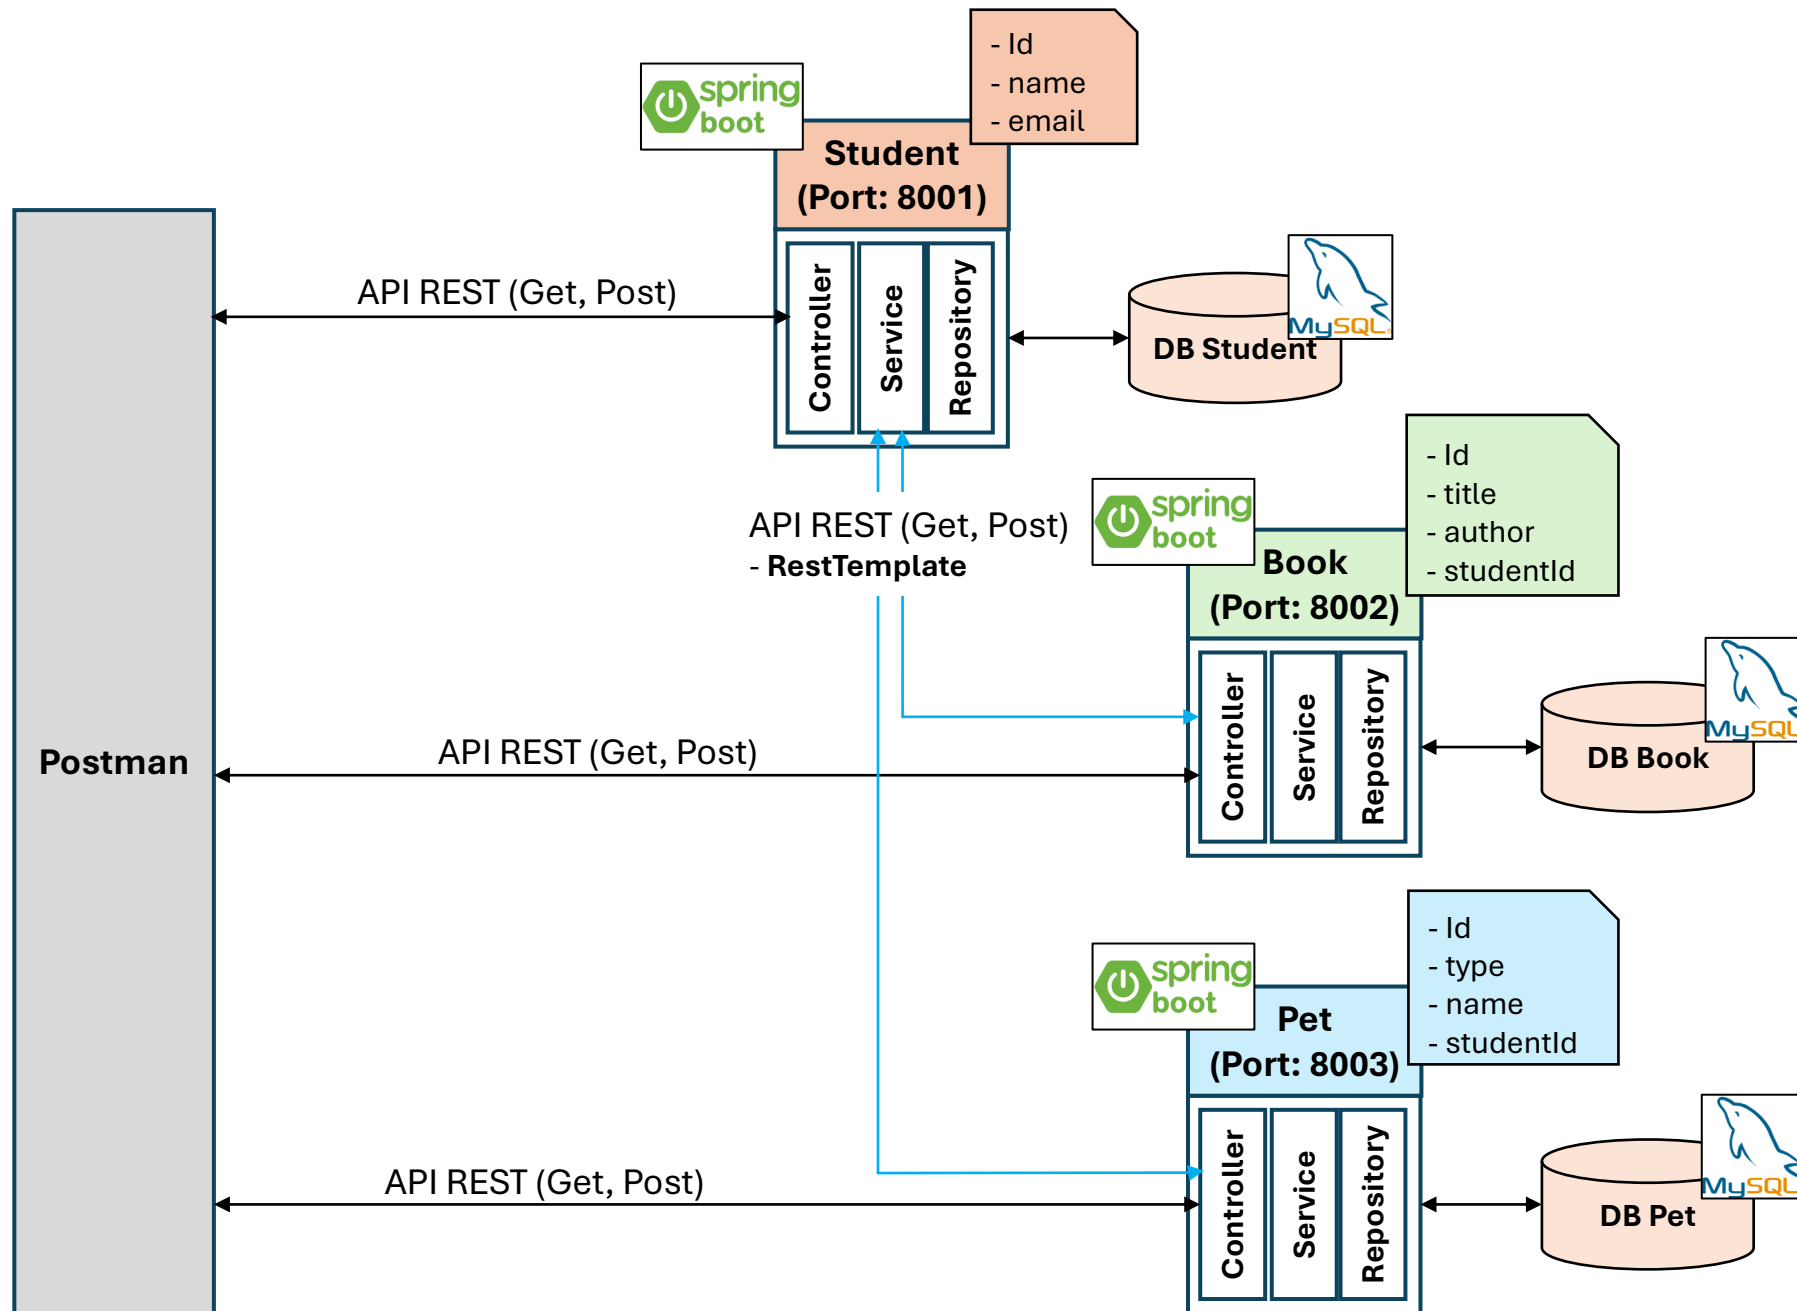 - Id
- name
- email
spring
boot
Student
(Port: 8001)
Controller
Service
Repository
API REST (Get, Post)
MySQL
DB Student
API REST (Get, Post)
- RestTemplate
- Id
- title
- author
- studentId
spring
boot
Book
(Port: 8002)
Controller
Service
Repository
MySQL
DB Book
Postman
API REST (Get, Post)
- Id
- type
- name
- studentId
spring
boot
Pet
(Port: 8003)
Controller
Service
Repository
MySQL
DB Pet
API REST (Get, Post)